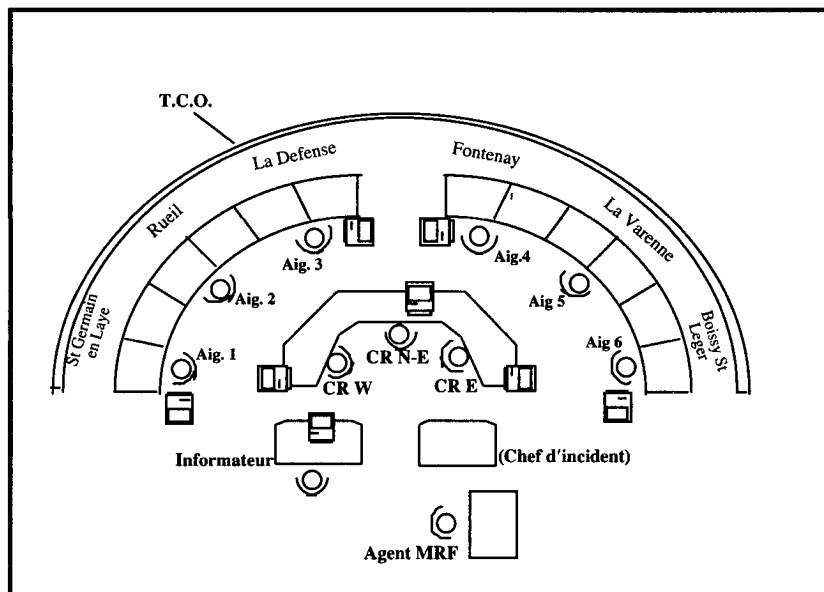 T.C.O.
La Defense
Fontenay
Rueil
La Varenne
St Germain
en Laye
Boissy St
Leger
Aig. 3
Aig.4
Aig. 2
Aig 5
Aig. 1
Aig 6
CR N-E
CR W
CR E
Informateur
(Chef d'incident)
Agent MRF